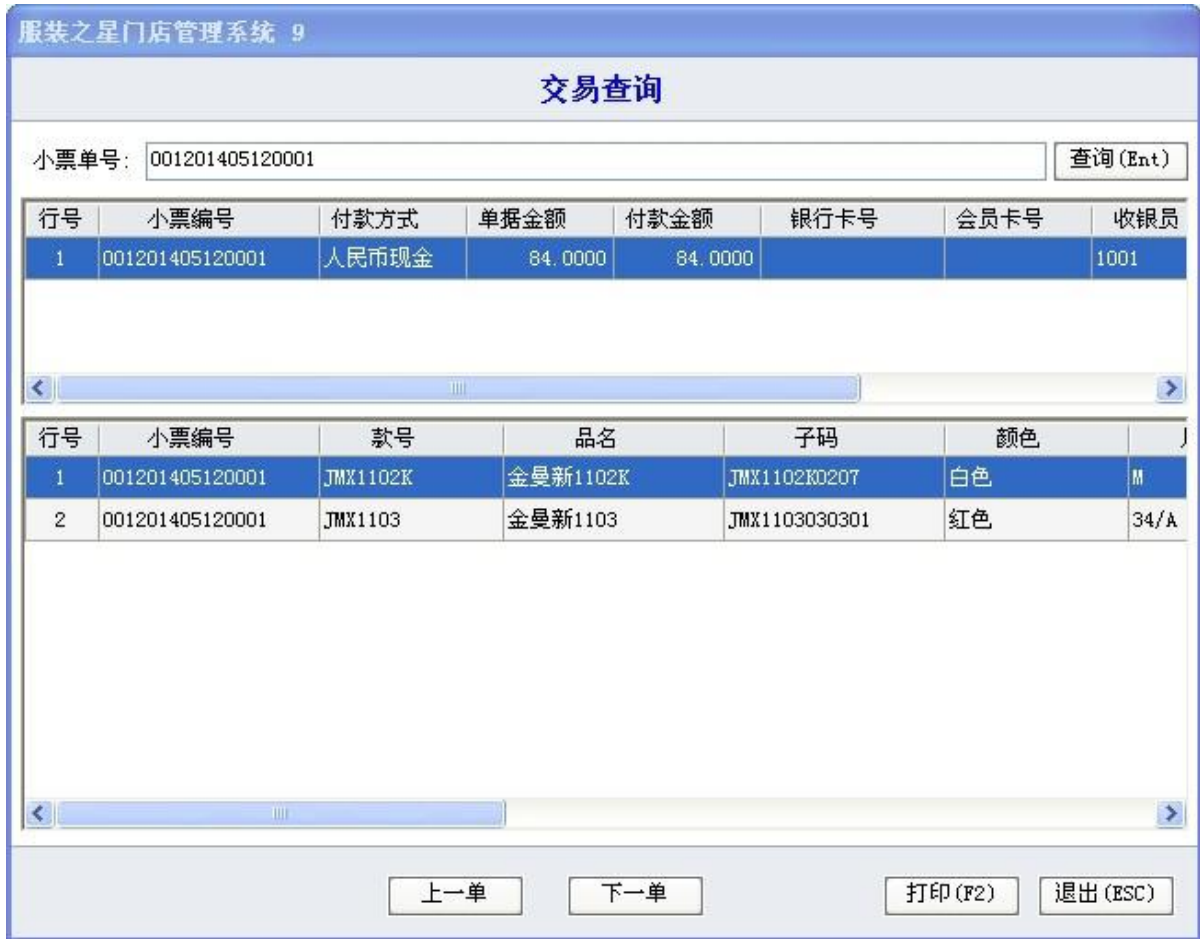 服装之星门店管理系统 9
交易查询
小票单号: 001201405120001 查询(Ent)
行号 小票编号 付款方式 单据金额 付款金额 银行卡号 会员卡号 收银员
1 001201405120001 人民币现金 84.0000 84.0000 1001
行号 小票编号 款号 品名 子码 颜色
1 001201405120001 JMX1102K 金曼新1102K JMX1102K0207 白色 M
2 001201405120001 JMX1103 金曼新1103 JMX1103030301 红色 34/A
上一单 下一单 打印(F2) 退出(ESC)